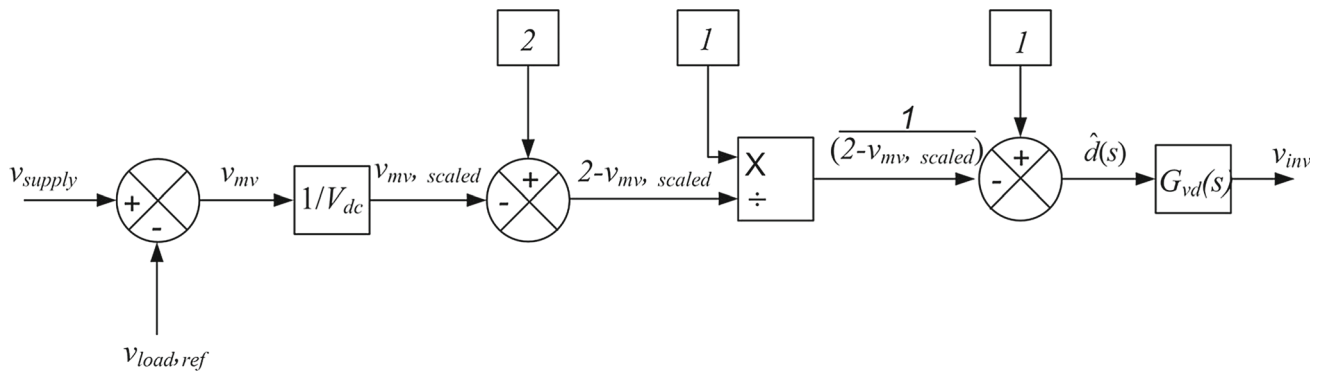 2
1
1
v_supply
+
-
v_mv
1/V_dc
v_mv, scaled
+
-
2-v_mv, scaled
X
÷
1
(2-v_mv, scaled)
+
-
d̂(s)
G_vd(s)
v_inv
v_load,ref